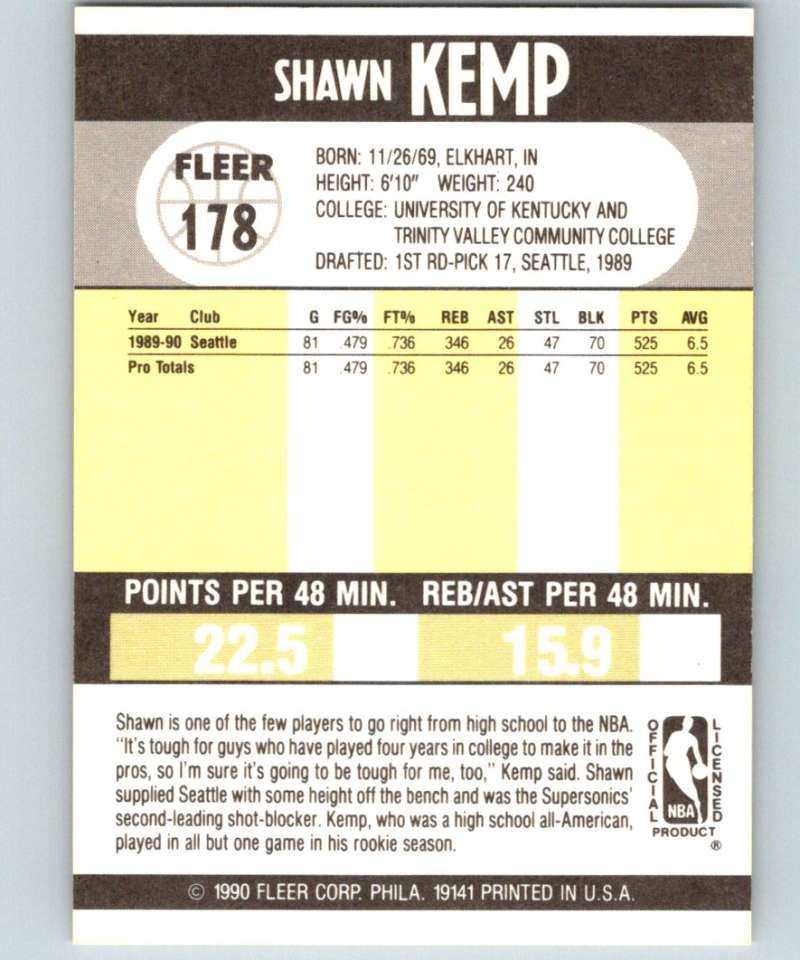 SHAWN KEMP
FLEER
178
BORN: 11/26/69, ELKHART, IN
HEIGHT: 6'10" WEIGHT: 240
COLLEGE: UNIVERSITY OF KENTUCKY AND
TRINITY VALLEY COMMUNITY COLLEGE
DRAFTED: 1ST RD-PICK 17, SEATTLE, 1989
Year Club G FG% FT% REB AST STL BLK PTS AVG
1989-90 Seattle 81 .479 .736 346 26 47 70 525 6.5
Pro Totals 81 .479 .736 346 26 47 70 525 6.5
POINTS PER 48 MIN. REB/AST PER 48 MIN.
22.5 15.9
Shawn is one of the few players to go right from high school to the NBA.
"It's tough for guys who have played four years in college to make it in the
pros, so I'm sure it's going to be tough for me, too," Kemp said. Shawn
supplied Seattle with some height off the bench and was the Supersonics'
second-leading shot-blocker. Kemp, who was a high school all-American,
played in all but one game in his rookie season.
OFFICIAL
NBA
LICENSED
PRODUCT
®
© 1990 FLEER CORP. PHILA. 19141 PRINTED IN U.S.A.